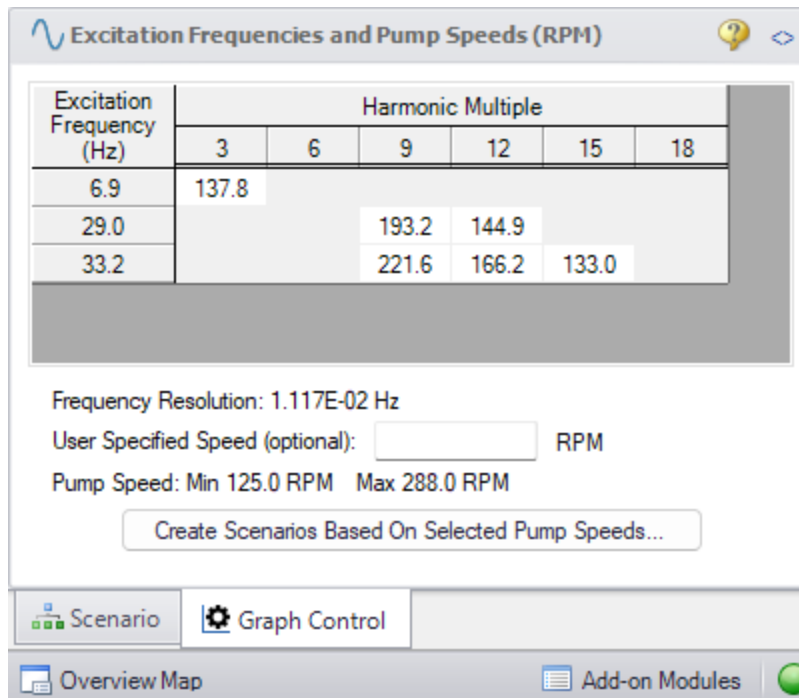 Excitation Frequencies and Pump Speeds (RPM)
Excitation Frequency (Hz) Harmonic Multiple
3 6 9 12 15 18
6.9 137.8
29.0 193.2 144.9
33.2 221.6 166.2 133.0
Frequency Resolution: 1.117E-02 Hz
User Specified Speed (optional): RPM
Pump Speed: Min 125.0 RPM Max 288.0 RPM
Create Scenarios Based On Selected Pump Speeds...
Scenario Graph Control
Overview Map Add-on Modules